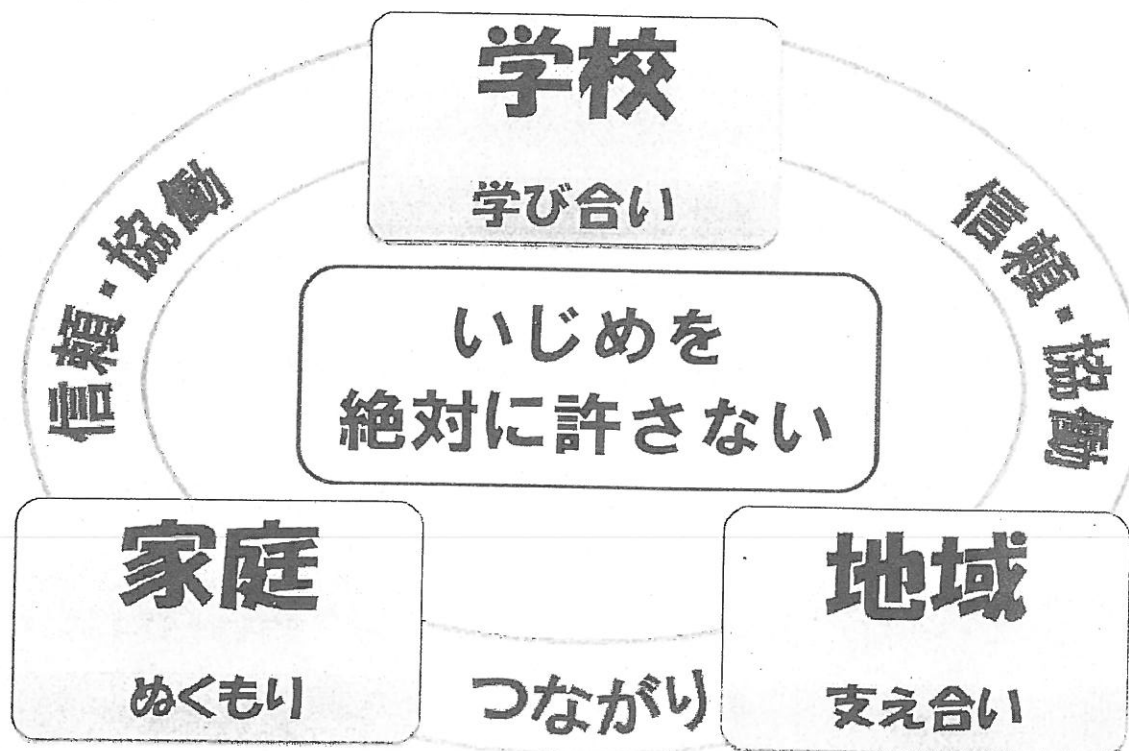 学校
学び合い
信頼・協働
信頼・協働
いじめを
絶対に許さない
家庭
ぬくもり
つながり
地域
支え合い